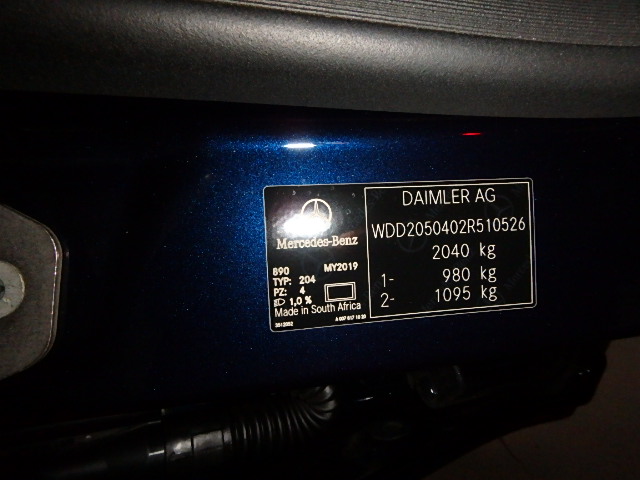 Mercedes-Benz
890 MY2019
TYP: 204
PZ: 4
1,0 %
Made in South Africa
3512052
DAIMLER AG
WDD2050402R510526
2040 kg
1- 980 kg
2- 1095 kg